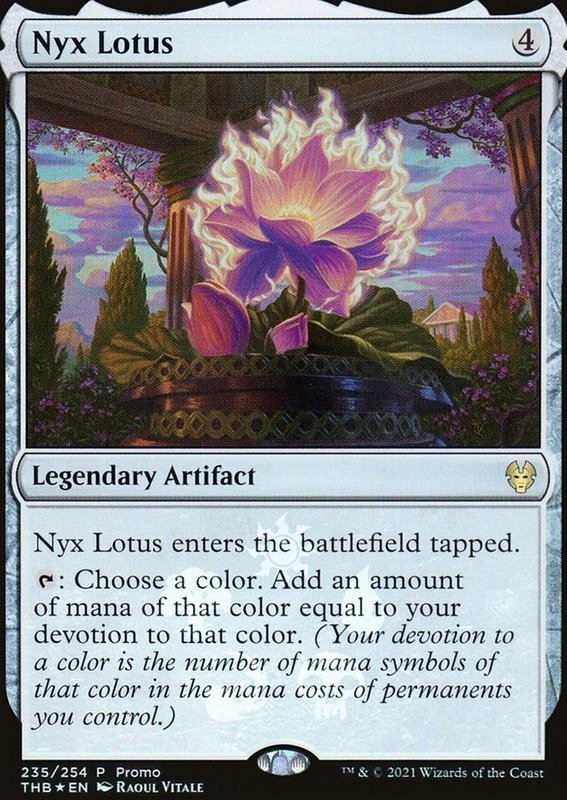 Nyx Lotus 4
Legendary Artifact
Nyx Lotus enters the battlefield tapped.
: Choose a color. Add an amount
of mana of that color equal to your
devotion to that color. (Your devotion to
a color is the number of mana symbols of
that color in the mana costs of permanents
you control.)
235/254 P Promo
THB★EN Raoul Vitale
™ & © 2021 Wizards of the Coast